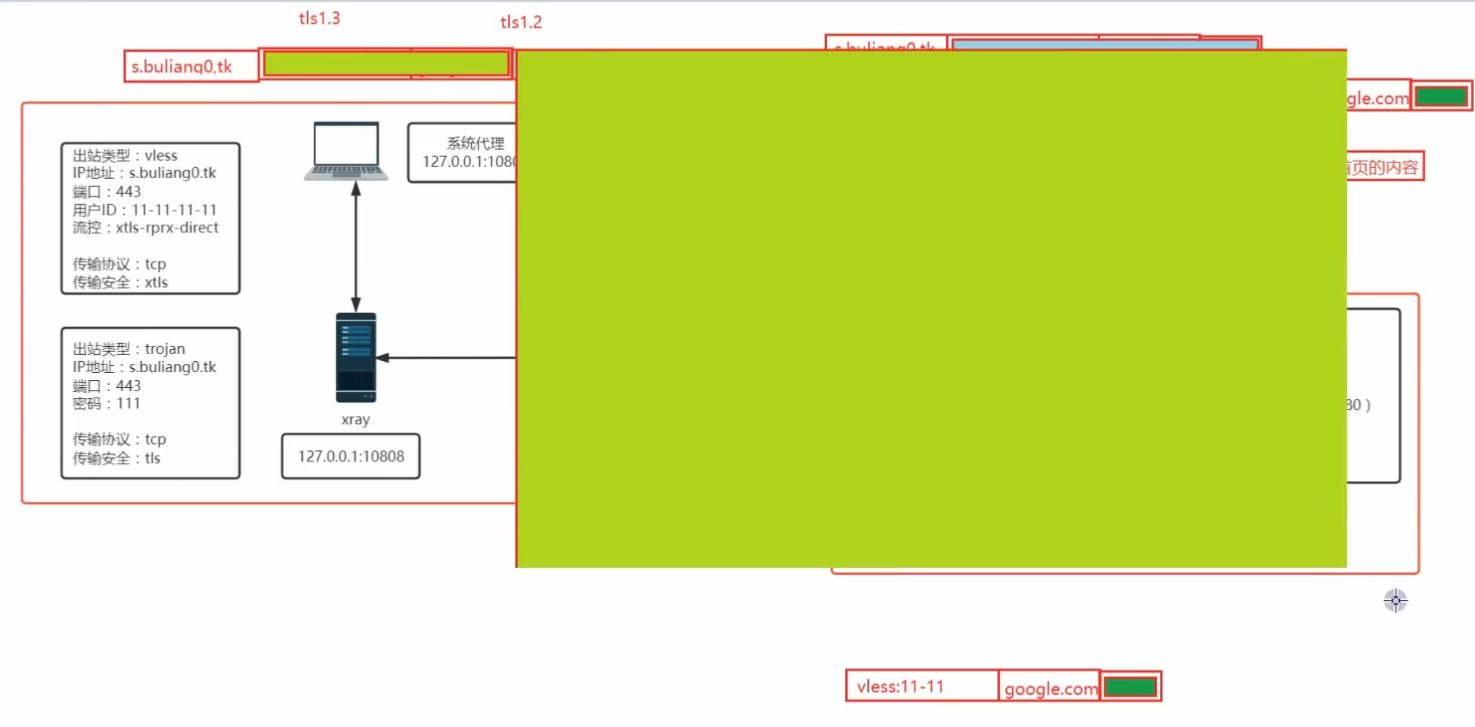 tls1.3
tls1.2
s.buliang0,tk
s.buliang0.tk
gle.com
系统代理
127.0.0.1:1080
出站类型：vless
IP地址：s.buliang0.tk
端口：443
用户ID：11-11-11-11
流控：xtls-rprx-direct
传输协议：tcp
传输安全：xtls
页的内容
出站类型：trojan
IP地址：s.buliang0.tk
端口：443
密码：111
传输协议：tcp
传输安全：tls
xray
127.0.0.1:10808
80）
vless:11-11
google.com